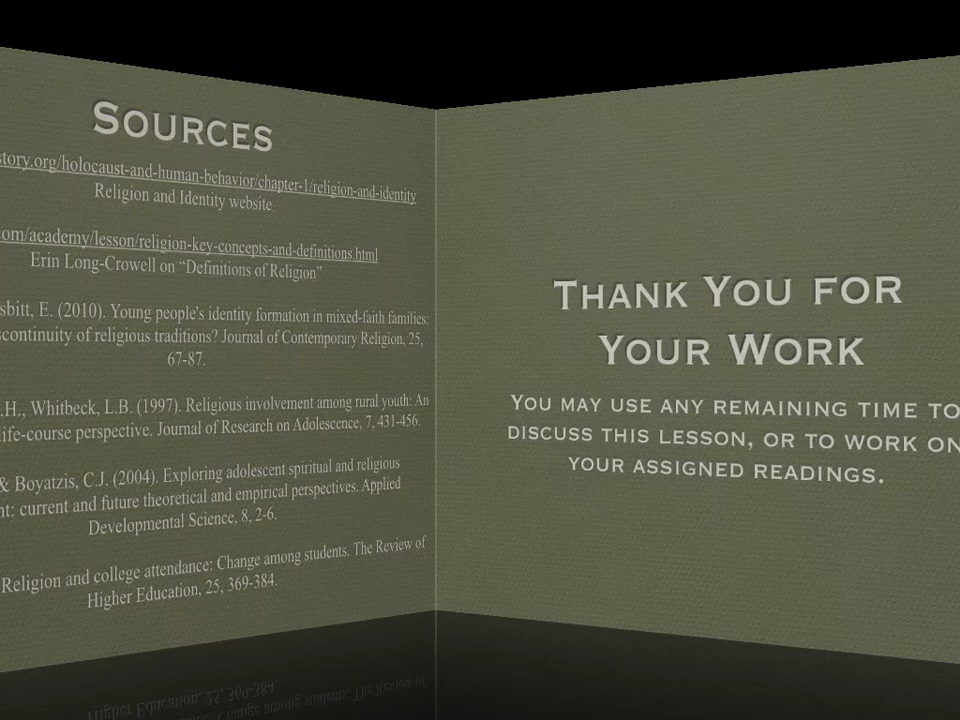 Sources
story.org/holocaust-and-human-behavior/chapter-1/religion-and-identity
Religion and Identity website
com/academy/lesson/religion-key-concepts-and-definitions.html
Erin Long-Crowell on “Definitions of Religion”
sbitt, E. (2010). Young people's identity formation in mixed-faith families:
scontinuity of religious traditions? Journal of Contemporary Religion, 25,
67-87.
.H., Whitbeck, L.B. (1997). Religious involvement among rural youth: An
life-course perspective. Journal of Research on Adolescence, 7, 431-456.
& Boyatzis, C.J. (2004). Exploring adolescent spiritual and religious
nt: current and future theoretical and empirical perspectives. Applied
Developmental Science, 8, 2-6.
Religion and college attendance: Change among students. The Review of
Higher Education, 25, 369-384.
Thank You for
Your Work
You may use any remaining time to
discuss this lesson, or to work on
your assigned readings.